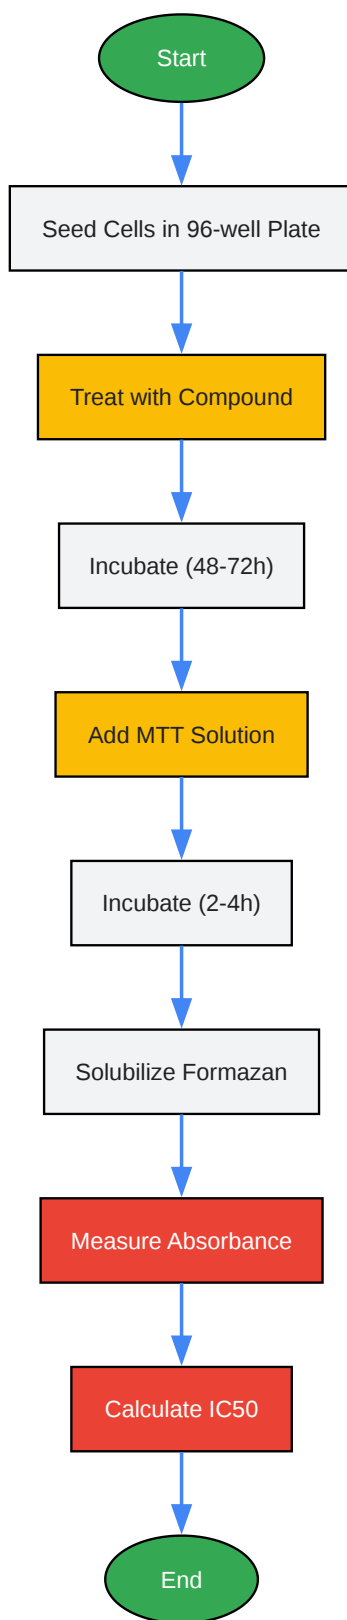 Start
Seed Cells in 96-well Plate
Treat with Compound
Incubate (48-72h)
Add MTT Solution
Incubate (2-4h)
Solubilize Formazan
Measure Absorbance
Calculate IC50
End